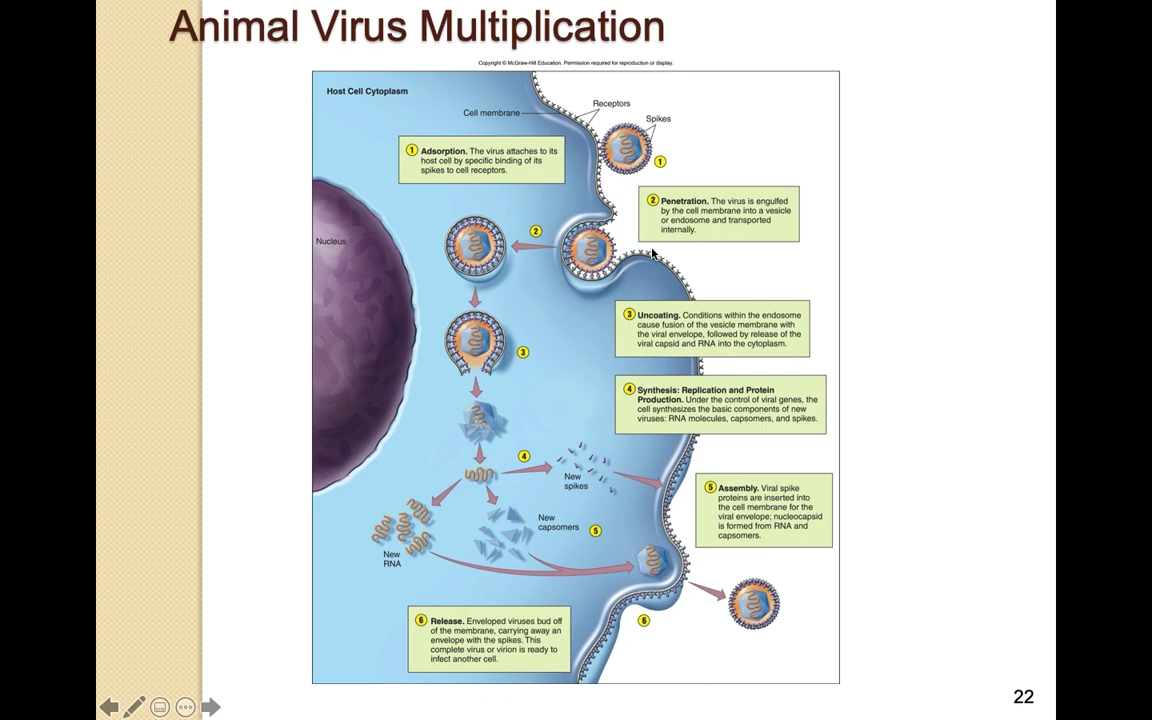 Animal Virus Multiplication
Copyright © McGraw-Hill Education. Permission required for reproduction or display.
Host Cell Cytoplasm
Receptors
Cell membrane
Spikes
1 Adsorption. The virus attaches to its
host cell by specific binding of its
spikes to cell receptors.
1
2 Penetration. The virus is engulfed
by the cell membrane into a vesicle
or endosome and transported
internally.
2
Nucleus
3 Uncoating. Conditions within the endosome
cause fusion of the vesicle membrane with
the viral envelope, followed by release of the
viral capsid and RNA into the cytoplasm.
3
4 Synthesis: Replication and Protein
Production. Under the control of viral genes, the
cell synthesizes the basic components of new
viruses: RNA molecules, capsomers, and spikes.
4
New
spikes
5 Assembly. Viral spike
proteins are inserted into
the cell membrane for the
viral envelope; nucleocapsid
is formed from RNA and
capsomers.
New
capsomers
5
New
RNA
6 Release. Enveloped viruses bud off
of the membrane, carrying away an
envelope with the spikes. This
complete virus or virion is ready to
infect another cell.
6
22